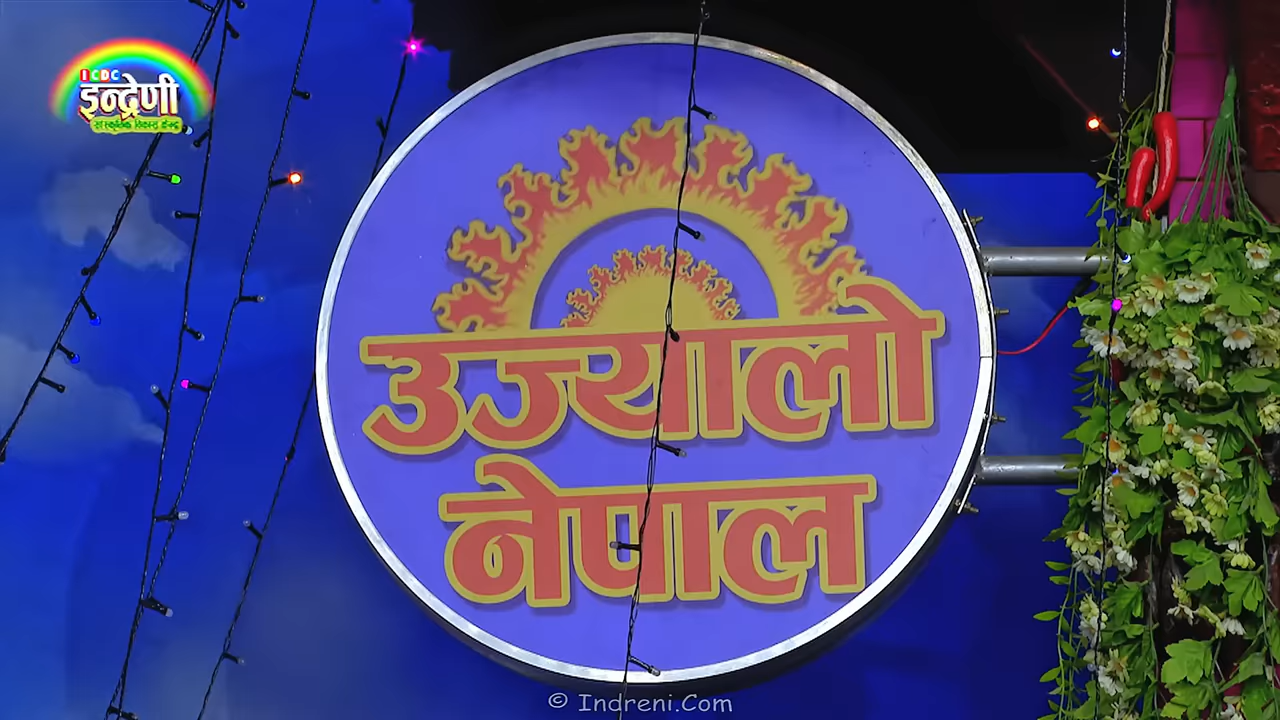 ICDC
इन्द्रेणी
सांस्कृतिक विकास केन्द्र
उज्यालो
नेपाल
© Indreni.Com